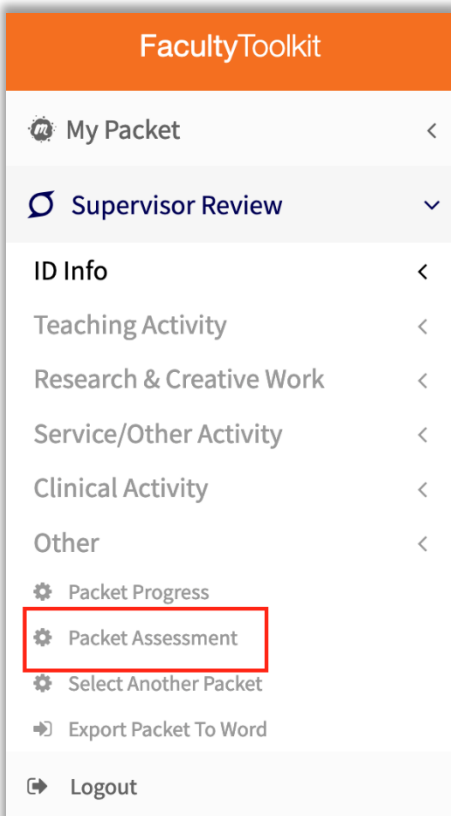 FacultyToolkit
My Packet
Supervisor Review
ID Info
Teaching Activity
Research & Creative Work
Service/Other Activity
Clinical Activity
Other
Packet Progress
Packet Assessment
Select Another Packet
Export Packet To Word
Logout